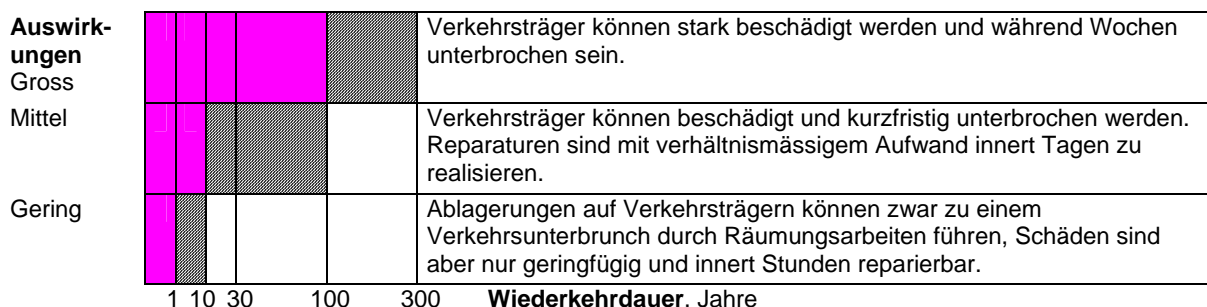 Auswirk-
ungen
Gross
Verkehrsträger können stark beschädigt werden und während Wochen
unterbrochen sein.
Mittel
Verkehrsträger können beschädigt und kurzfristig unterbrochen werden.
Reparaturen sind mit verhältnismässigem Aufwand innert Tagen zu
realisieren.
Gering
Ablagerungen auf Verkehrsträgern können zwar zu einem
Verkehrsunterbrunch durch Räumungsarbeiten führen, Schäden sind
aber nur geringfügig und innert Stunden reparierbar.
1 10 30 100 300 Wiederkehrdauer, Jahre